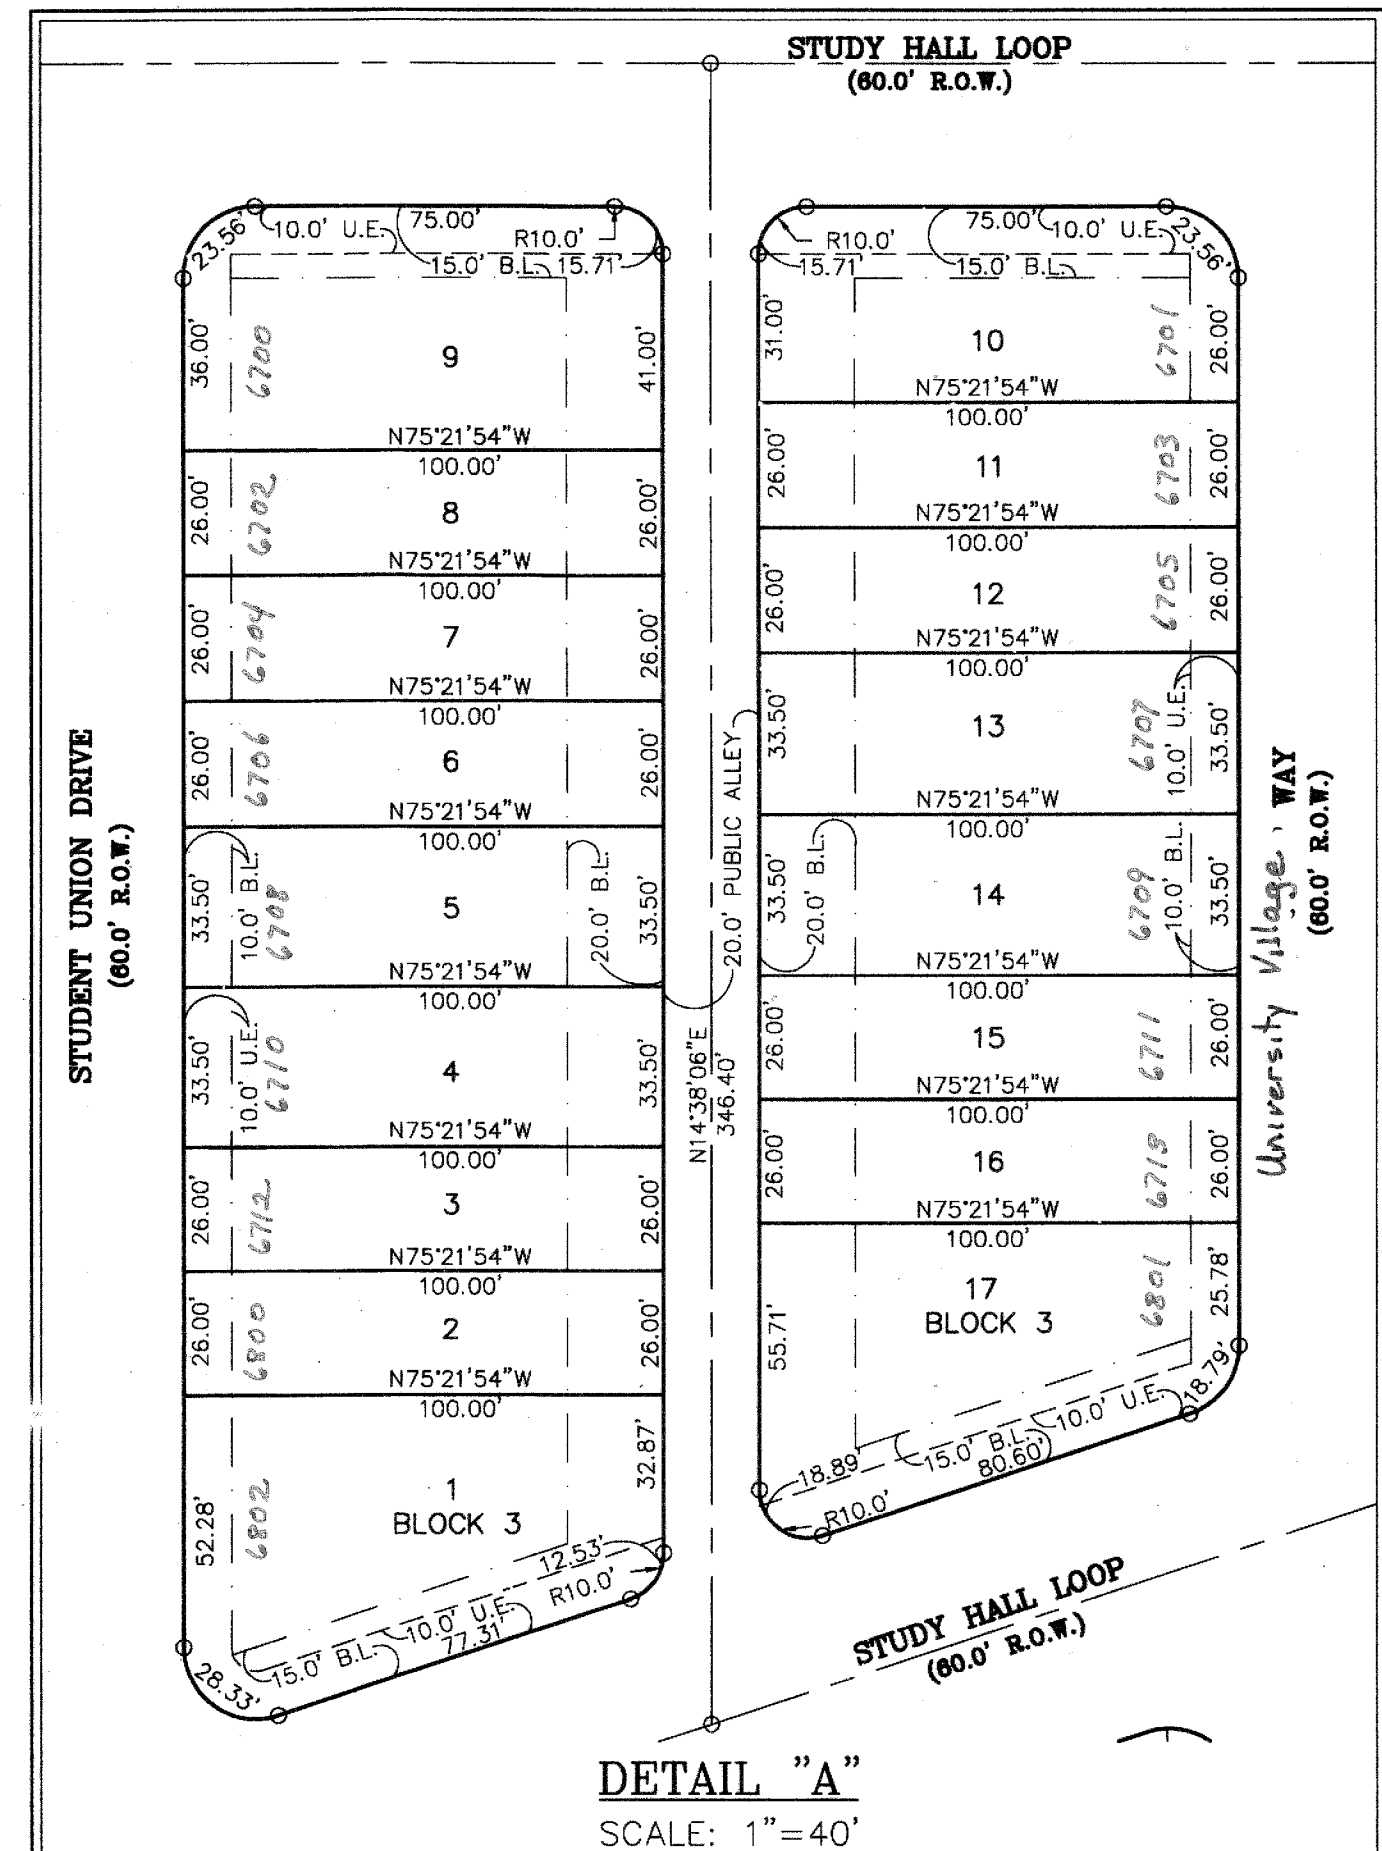 STUDY HALL LOOP
(60.0' R.O.W.)
23.56'
10.0' U.E.
75.00'
R10.0'
15.0' B.L.
15.71'
36.00'
6700
9
41.00'
N75°21'54"W
100.00'
26.00'
6702
8
26.00'
N75°21'54"W
100.00'
26.00'
6704
7
26.00'
N75°21'54"W
100.00'
26.00'
6706
6
26.00'
STUDENT UNION DRIVE
(60.0' R.O.W.)
100.00'
33.50'
10.0' B.L.
6708
5
20.0' B.L.
33.50'
N75°21'54"W
100.00'
33.50'
10.0' U.E.
6710
4
33.50'
N75°21'54"W
100.00'
26.00'
6712
3
26.00'
N75°21'54"W
100.00'
26.00'
6800
2
26.00'
N75°21'54"W
100.00'
52.28'
6802
1
BLOCK 3
32.87'
12.53'
R10.0'
10.0' U.E.
77.31'
15.0' B.L.
28.33'
20.0' PUBLIC ALLEY
N14°38'06"E
346.40'
75.00'
10.0' U.E.
23.56'
R10.0'
15.71'
15.0' B.L.
31.00'
10
6701
26.00'
N75°21'54"W
100.00'
26.00'
11
6703
26.00'
N75°21'54"W
100.00'
26.00'
12
6705
26.00'
N75°21'54"W
100.00'
33.50'
13
6707
10.0' U.E.
33.50'
N75°21'54"W
100.00'
33.50'
20.0' B.L.
14
6709
10.0' B.L.
33.50'
N75°21'54"W
University Village WAY
(60.0' R.O.W.)
100.00'
26.00'
15
6711
26.00'
N75°21'54"W
100.00'
26.00'
16
6713
26.00'
N75°21'54"W
100.00'
55.71'
17
BLOCK 3
6801
25.78'
18.79'
10.0' U.E.
15.0' B.L.
80.60'
18.89'
R10.0'
STUDY HALL LOOP
(60.0' R.O.W.)
DETAIL "A"
SCALE: 1"=40'